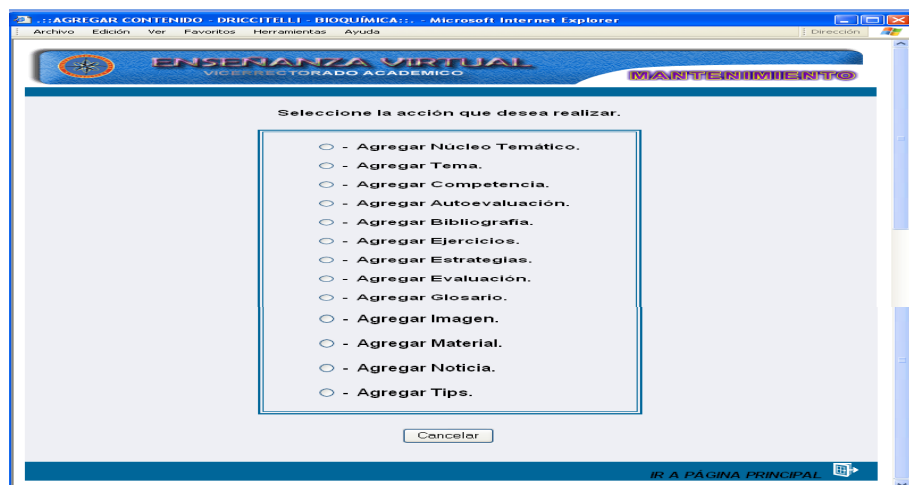 .::AGREGAR CONTENIDO - DRICCITELLI - BIOQUÍMICA::. - Microsoft Internet Explorer
Archivo Edición Ver Favoritos Herramientas Ayuda Dirección
ENSEÑANZA VIRTUAL
VICERRECTORADO ACADEMICO
MANTENIMIENTO
Seleccione la acción que desea realizar.
- Agregar Núcleo Temático.
- Agregar Tema.
- Agregar Competencia.
- Agregar Autoevaluación.
- Agregar Bibliografía.
- Agregar Ejercicios.
- Agregar Estrategias.
- Agregar Evaluación.
- Agregar Glosario.
- Agregar Imagen.
- Agregar Material.
- Agregar Noticia.
- Agregar Tips.
Cancelar
IR A PÁGINA PRINCIPAL